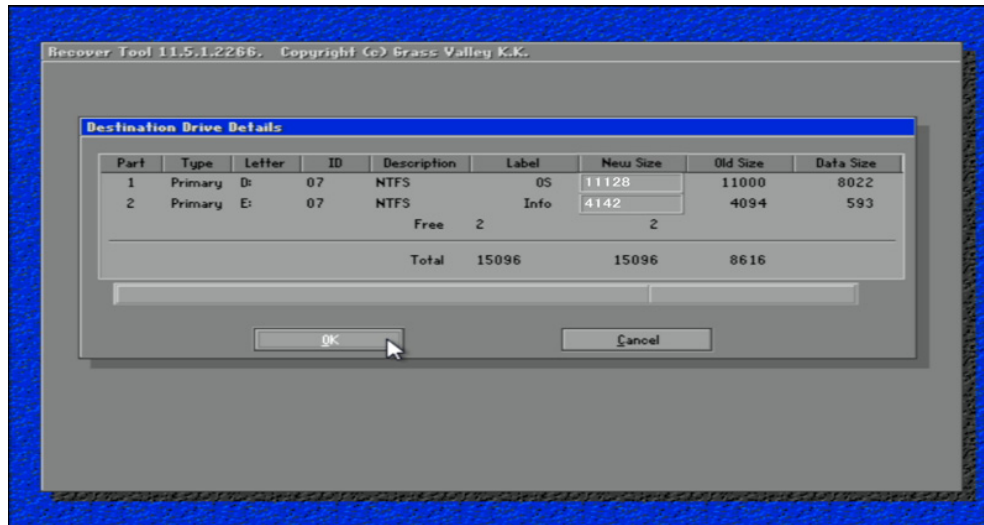 Recover Tool 11.5.1.2266. Copyright (c) Grass Valley K.K.
Destination Drive Details
Part Type Letter ID Description Label New Size Old Size Data Size
1 Primary D: 07 NTFS OS 11128 11000 8022
2 Primary E: 07 NTFS Info 4142 4094 593
Free 2 2
Total 15096 15096 8616
OK Cancel